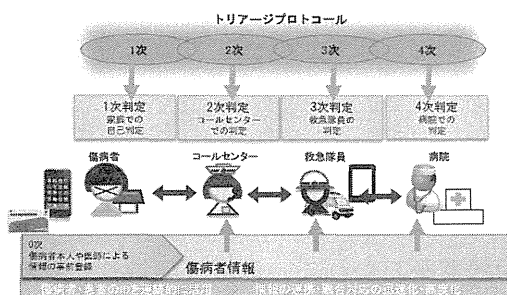 トリアージプロトコール
1次 2次 3次 4次
1次判定 2次判定 3次判定 4次判定
家庭での コールセンター 救急隊員の 病院での
自己判定 での判定 判定 判定
傷病者 コールセンター 救急隊員 病院
0次
傷病者本人や医師による
情報の事前登録
傷病者情報